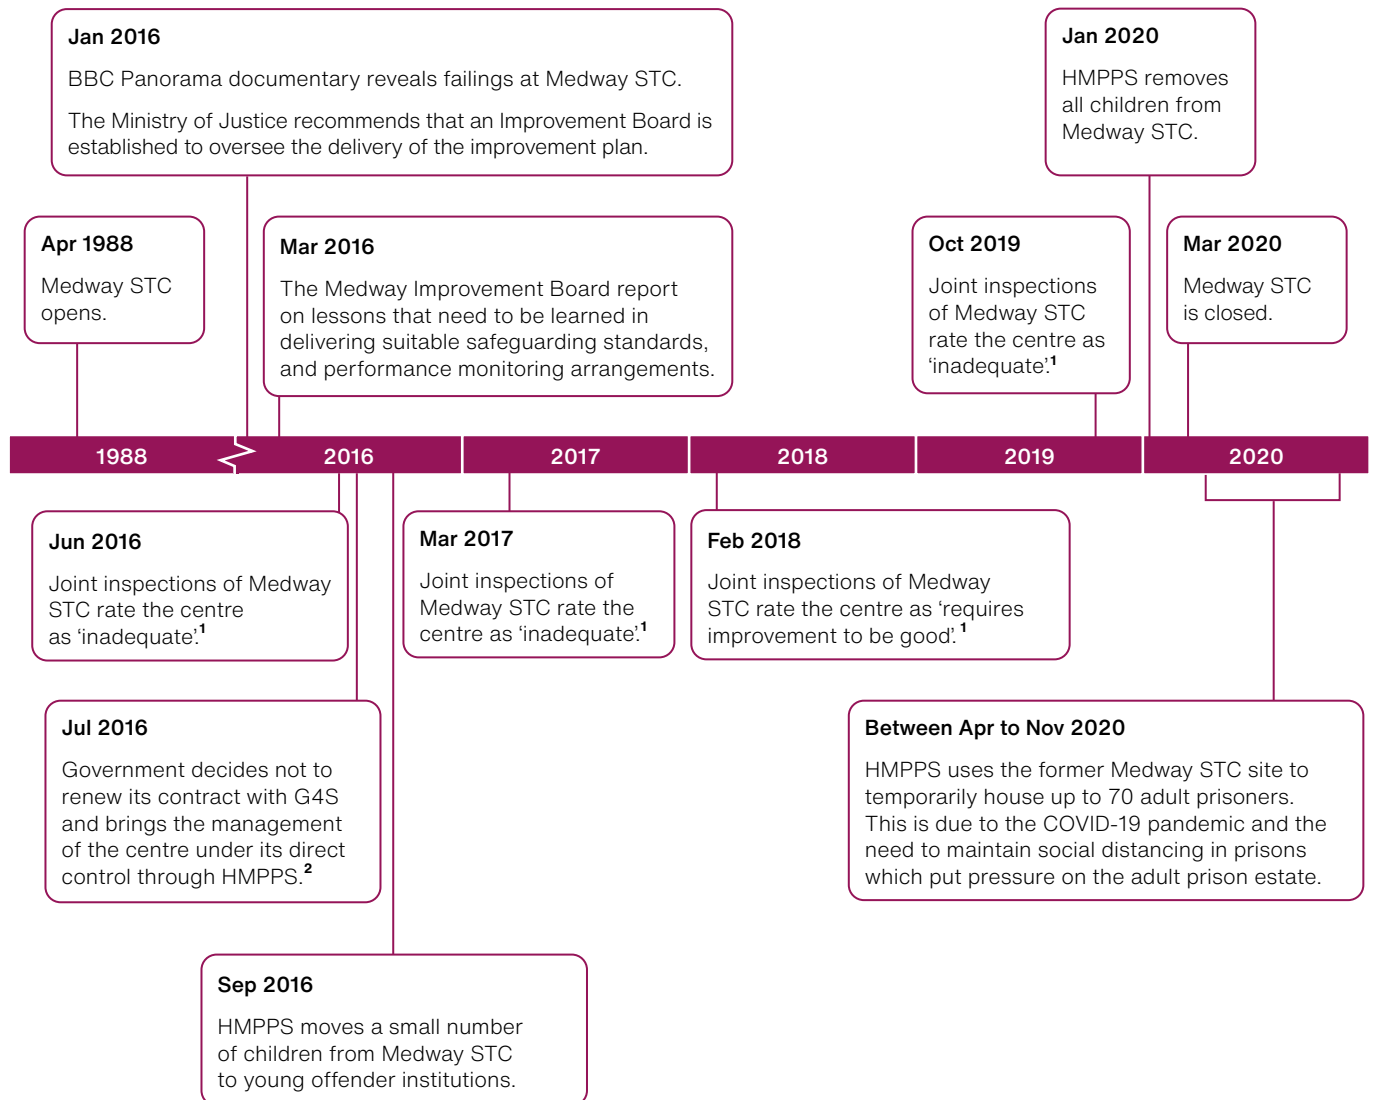 Jan 2016
BBC Panorama documentary reveals failings at Medway STC.
The Ministry of Justice recommends that an Improvement Board is
established to oversee the delivery of the improvement plan.
Jan 2020
HMPPS removes
all children from
Medway STC.
Apr 1988
Medway STC
opens.
Mar 2016
The Medway Improvement Board report
on lessons that need to be learned in
delivering suitable safeguarding standards,
and performance monitoring arrangements.
Oct 2019
Joint inspections
of Medway STC
rate the centre as
‘inadequate’.1
Mar 2020
Medway STC
is closed.
1988
2016
2017
2018
2019
2020
Jun 2016
Joint inspections of Medway
STC rate the centre
as ‘inadequate’.1
Mar 2017
Joint inspections of
Medway STC rate the
centre as ‘inadequate’.1
Feb 2018
Joint inspections of Medway
STC rate the centre as ‘requires
improvement to be good’. 1
Jul 2016
Government decides not to
renew its contract with G4S
and brings the management
of the centre under its direct
control through HMPPS.2
Between Apr to Nov 2020
HMPPS uses the former Medway STC site to
temporarily house up to 70 adult prisoners.
This is due to the COVID-19 pandemic and the
need to maintain social distancing in prisons
which put pressure on the adult prison estate.
Sep 2016
HMPPS moves a small number
of children from Medway STC
to young offender institutions.